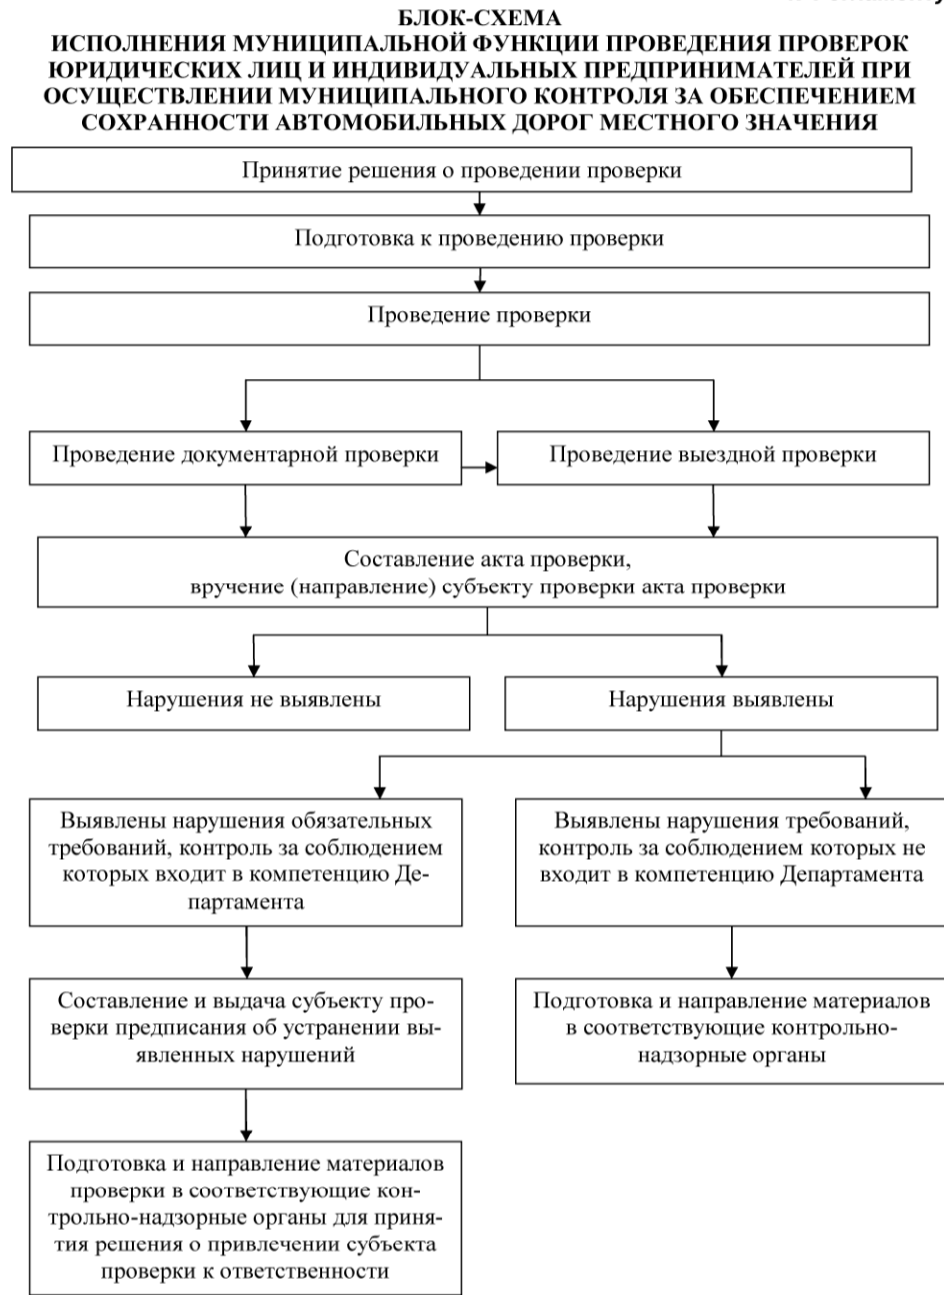 БЛОК-СХЕМА
ИСПОЛНЕНИЯ МУНИЦИПАЛЬНОЙ ФУНКЦИИ ПРОВЕДЕНИЯ ПРОВЕРОК
ЮРИДИЧЕСКИХ ЛИЦ И ИНДИВИДУАЛЬНЫХ ПРЕДПРИНИМАТЕЛЕЙ ПРИ
ОСУЩЕСТВЛЕНИИ МУНИЦИПАЛЬНОГО КОНТРОЛЯ ЗА ОБЕСПЕЧЕНИЕМ
СОХРАННОСТИ АВТОМОБИЛЬНЫХ ДОРОГ МЕСТНОГО ЗНАЧЕНИЯ
Принятие решения о проведении проверки
Подготовка к проведению проверки
Проведение проверки
Проведение документарной проверки
Проведение выездной проверки
Составление акта проверки,
вручение (направление) субъекту проверки акта проверки
Нарушения не выявлены
Нарушения выявлены
Выявлены нарушения обязательных
требований, контроль за соблюдением
которых входит в компетенцию Де-
партамента
Выявлены нарушения требований,
контроль за соблюдением которых не
входит в компетенцию Департамента
Составление и выдача субъекту про-
верки предписания об устранении вы-
явленных нарушений
Подготовка и направление материалов
в соответствующие контрольно-
надзорные органы
Подготовка и направление материалов
проверки в соответствующие кон-
трольно-надзорные органы для приня-
тия решения о привлечении субъекта
проверки к ответственности